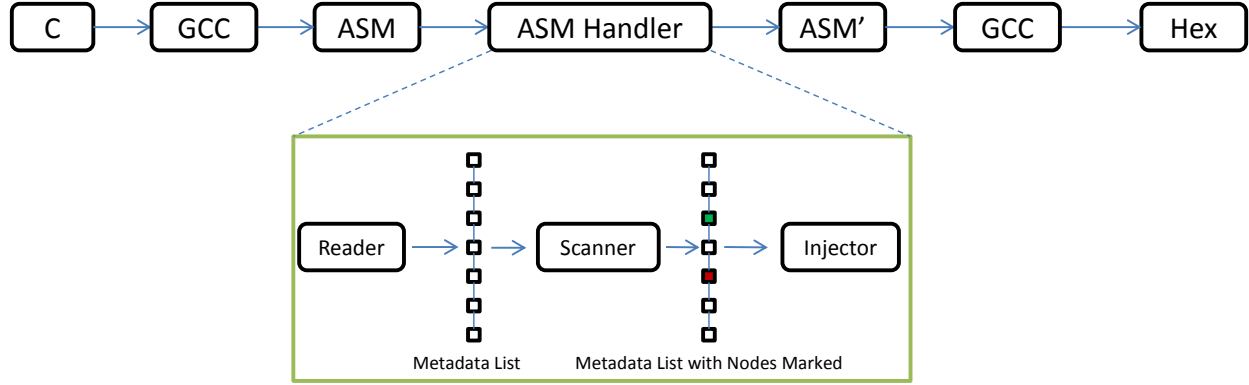 C
GCC
ASM
ASM Handler
ASM’
GCC
Hex
Reader
Scanner
Injector
Metadata List
Metadata List with Nodes Marked